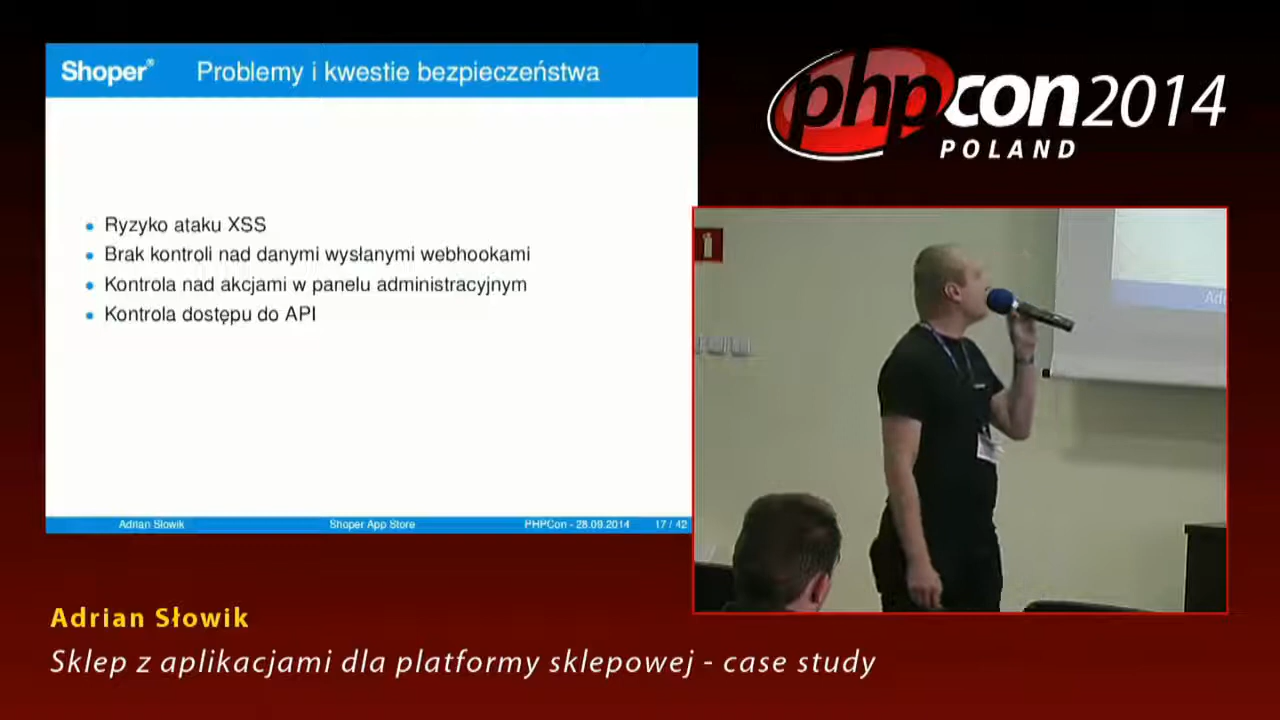 Shoper®
Problemy i kwestie bezpieczeństwa
Ryzyko ataku XSS
Brak kontroli nad danymi wysłanymi webhookami
Kontrola nad akcjami w panelu administracyjnym
Kontrola dostępu do API
Adrian Słowik Shoper App Store PHPCon - 28.09.2014 17 / 42
phpcon2014
POLAND
Ad
Adrian Słowik
Sklep z aplikacjami dla platformy sklepowej - case study